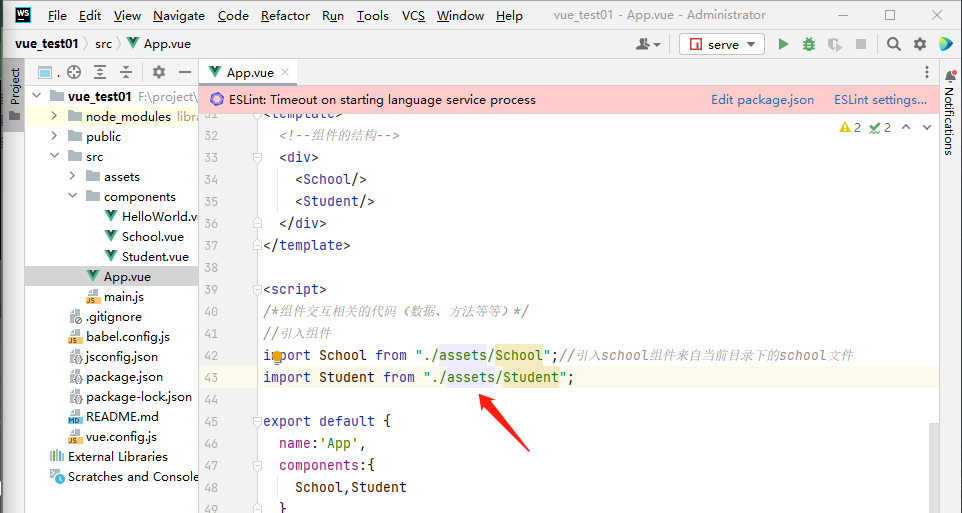 WS File Edit View Navigate Code Refactor Run Tools VCS Window Help vue_test01 - App.vue - Administrator
vue_test01 src App.vue serve
Project
App.vue
ESLint: Timeout on starting language service process Edit package.json ESLint settings...
Notifications
vue_test01 F:\project\
node_modules libra
public
src
assets
components
HelloWorld.v
School.vue
Student.vue
App.vue
main.js
.gitignore
babel.config.js
jsconfig.json
package.json
package-lock.json
README.md
vue.config.js
External Libraries
Scratches and Console
2 2
31 <template>
32 <!--组件的结构-->
33 <div>
34 <School/>
35 <Student/>
36 </div>
37 </template>
38
39 <script>
40 /*组件交互相关的代码（数据、方法等等）*/
41 //引入组件
42 import School from "./assets/School";//引入school组件来自当前目录下的school文件
43 import Student from "./assets/Student";
44
45 export default {
46 name:'App',
47 components:{
48 School,Student
49 }